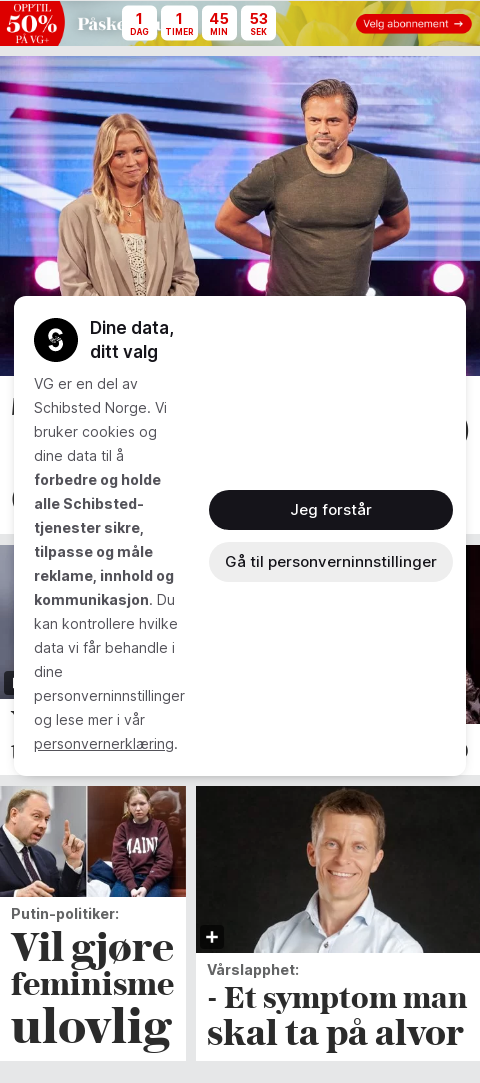 OPPTIL
50%
PÅ VG+
1
DAG
1
TIMER
45
MIN
53
SEK
Velg abonnement →
Dine data,
ditt valg
VG er en del av
Schibsted Norge. Vi
bruker cookies og
dine data til å
forbedre og holde
alle Schibsted-
tjenester sikre,
tilpasse og måle
reklame, innhold og
kommunikasjon. Du
kan kontrollere hvilke
data vi får behandle i
dine
personverninnstillinger
og lese mer i vår
personvernerklæring.
Jeg forstår
Gå til personverninnstillinger
MAINE
Putin-politiker:
Vil gjøre
feminisme
ulovlig
Vårslapphet:
- Et symptom man
skal ta på alvor